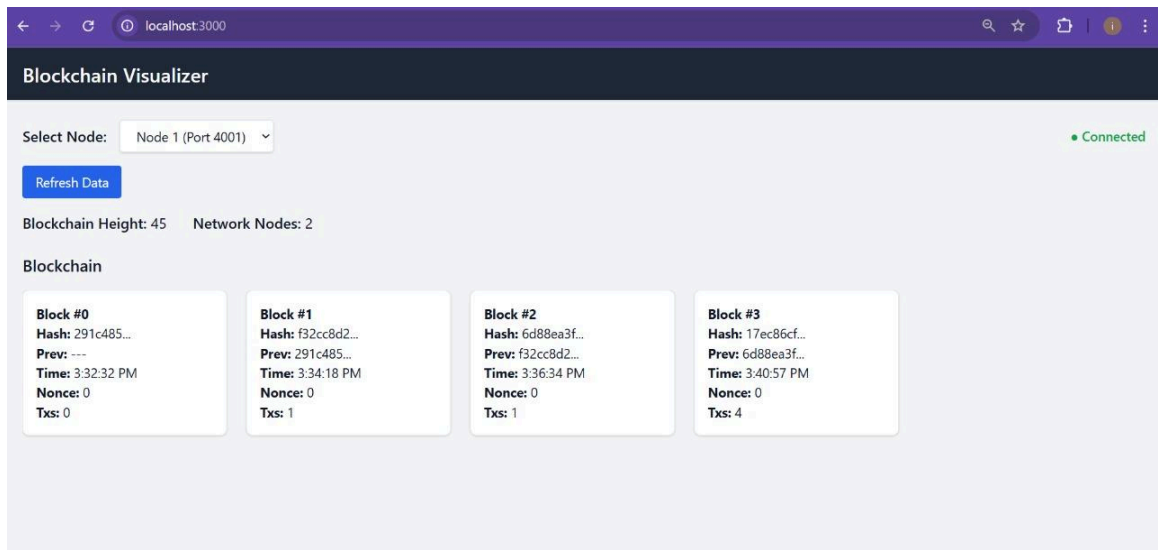 localhost:3000
Blockchain Visualizer
Select Node: Node 1 (Port 4001)
• Connected
Refresh Data
Blockchain Height: 45 Network Nodes: 2
Blockchain
Block #0
Hash: 291c485...
Prev: ---
Time: 3:32:32 PM
Nonce: 0
Txs: 0
Block #1
Hash: f32cc8d2...
Prev: 291c485...
Time: 3:34:18 PM
Nonce: 0
Txs: 1
Block #2
Hash: 6d88ea3f...
Prev: f32cc8d2...
Time: 3:36:34 PM
Nonce: 0
Txs: 1
Block #3
Hash: 17ec86cf...
Prev: 6d88ea3f...
Time: 3:40:57 PM
Nonce: 0
Txs: 4